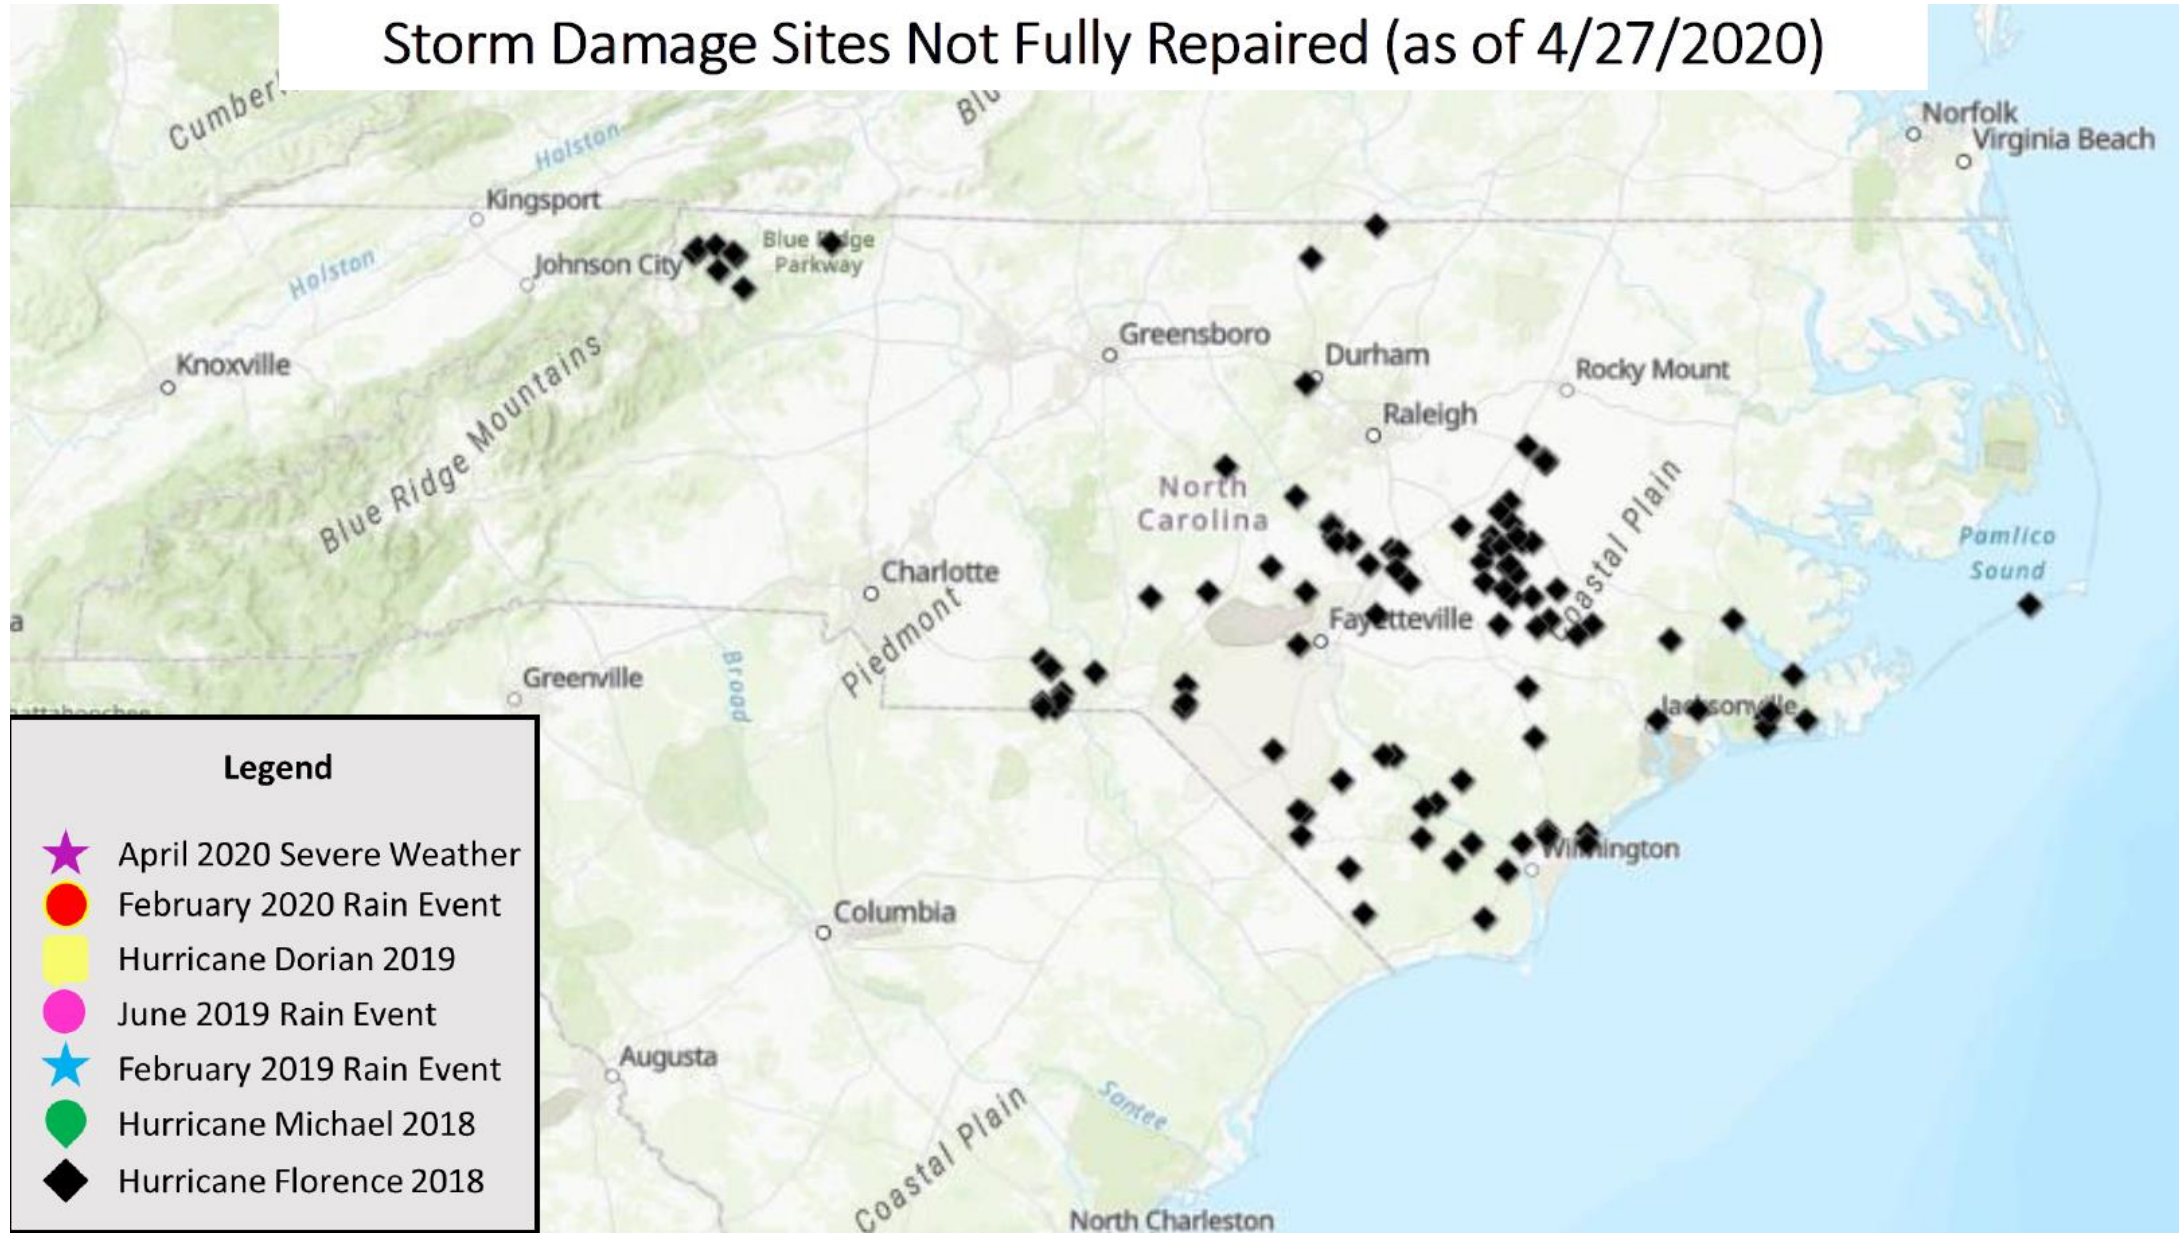 Storm Damage Sites Not Fully Repaired (as of 4/27/2020)
Norfolk
Virginia Beach
Holston
Kingsport
Blue Ridge
Parkway
Johnson City
Holston
Greensboro
Durham
Knoxville
Rocky Mount
Raleigh
Blue Ridge Mountains
North
Carolina
Coastal Plain
Pamlico
Sound
Charlotte
Piedmont
Fayetteville
Greenville
Broad
Jacksonville
Wilmington
Columbia
Augusta
Santee
Coastal Plain
North Charleston
Legend
April 2020 Severe Weather
February 2020 Rain Event
Hurricane Dorian 2019
June 2019 Rain Event
February 2019 Rain Event
Hurricane Michael 2018
Hurricane Florence 2018